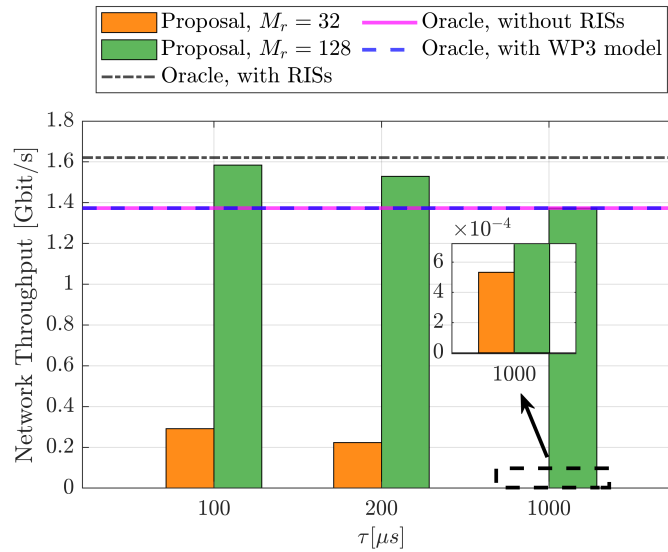 Proposal, M_r = 32
Oracle, without RISs
Proposal, M_r = 128
Oracle, with WP3 model
Oracle, with RISs
Network Throughput [Gbit/s]
1.8
1.6
1.4
1.2
1
0.8
0.6
0.4
0.2
0
×10⁻⁴
6
4
2
0
1000
100
200
1000
τ[μs]